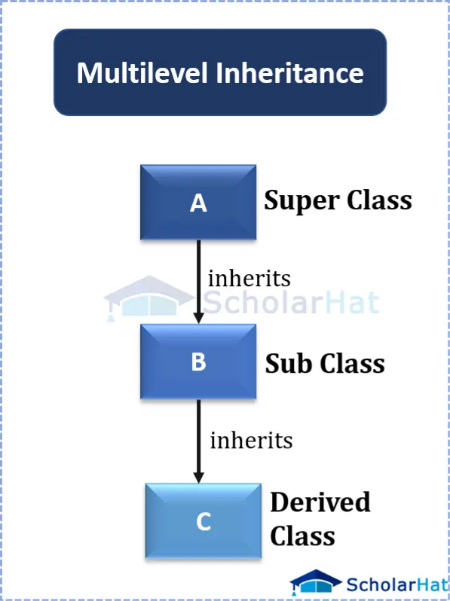 Multilevel Inheritance
A
Super Class
inherits
ScholarHat
B
Sub Class
inherits
C
Derived
Class
ScholarHat